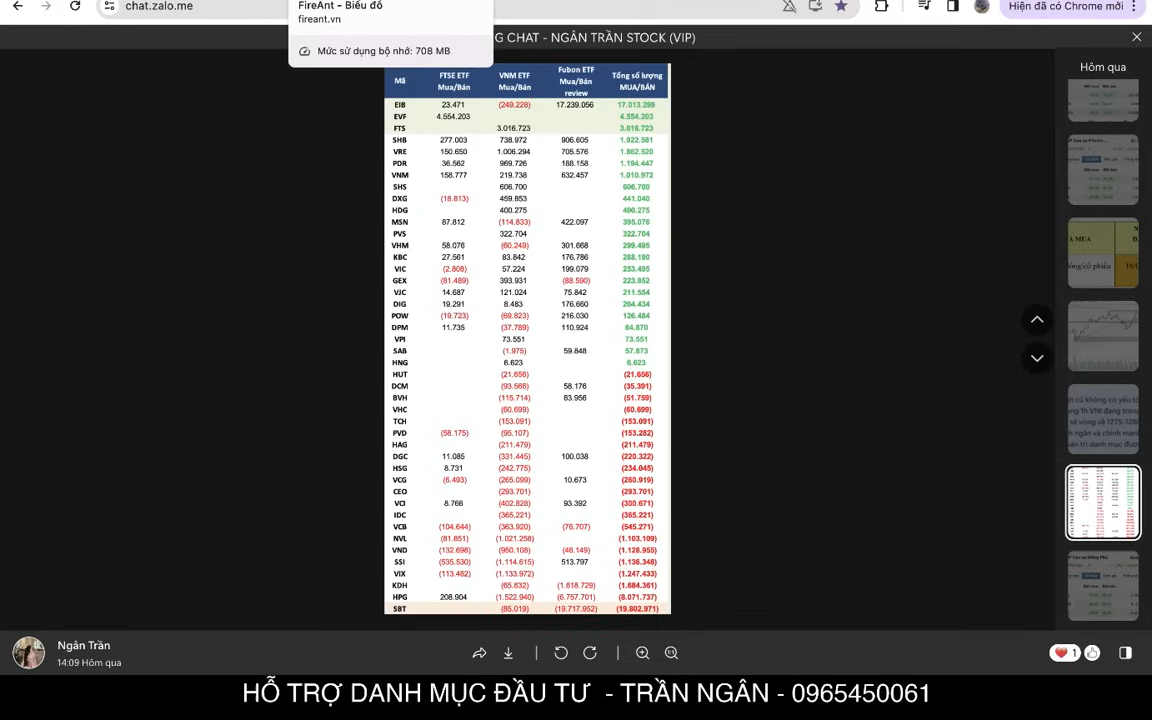 chat.zalo.me
FireAnt - Biểu đồ
fireant.vn
Mức sử dụng bộ nhớ: 708 MB
Hiện đã có Chrome mới
G CHAT - NGÂN TRẦN STOCK (VIP)
Hôm qua
Mã FTSE ETF Mua/Bán VNM ETF Mua/Bán Fubon ETF Mua/Bán review Tổng số lượng MUA/BÁN
EIB 23.471 (249.228) 17.239.056 17.013.299
EVF 4.554.203 4.554.203
FTS 3.016.723 3.016.723
SHB 277.003 738.972 906.605 1.922.581
VRE 150.650 1.006.294 705.576 1.862.520
PDR 36.562 969.726 188.158 1.194.447
VNM 158.777 219.738 632.457 1.010.972
SHS 606.700 606.700
DXG (18.813) 459.853 441.040
HDG 400.275 400.275
MSN 87.812 (114.833) 422.097 395.076
PVS 322.704 322.704
VHM 58.076 (60.249) 301.668 299.495
KBC 27.561 83.842 176.786 288.190
VIC (2.808) 57.224 199.079 253.495
GEX (81.489) 393.931 (88.590) 223.852
VJC 14.687 121.024 75.842 211.554
DIG 19.291 8.483 176.660 204.434
POW (19.723) (69.823) 216.030 126.484
DPM 11.735 (37.789) 110.924 84.870
VPI 73.551 73.551
SAB (1.975) 59.848 57.873
HNG 6.623 6.623
HUT (21.656) (21.656)
DCM (93.566) 58.176 (35.391)
BVH (115.714) 63.956 (51.759)
VHC (60.699) (60.699)
TCH (153.091) (153.091)
PVD (58.175) (95.107) (153.282)
HAG (211.479) (211.479)
DGC 11.085 (331.445) 100.038 (220.322)
HSG 8.731 (242.775) (234.045)
VCG (6.493) (265.099) 10.673 (260.919)
CEO (293.701) (293.701)
VCI 8.766 (402.828) 93.392 (300.671)
IDC (365.221) (365.221)
VCB (104.644) (363.920) (76.707) (545.271)
NVL (81.851) (1.021.258) (1.103.109)
VND (132.698) (950.108) (46.149) (1.128.955)
SSI (535.530) (1.114.615) 513.797 (1.136.348)
VIX (113.462) (1.133.972) (1.247.433)
KDH (65.632) (1.618.729) (1.684.361)
HPG 208.904 (1.522.940) (6.757.701) (8.071.737)
SBT (85.019) (19.717.952) (19.802.971)
Ngân Trần
14:09 Hôm qua
1
HỖ TRỢ DANH MỤC ĐẦU TƯ - TRẦN NGÂN - 0965450061